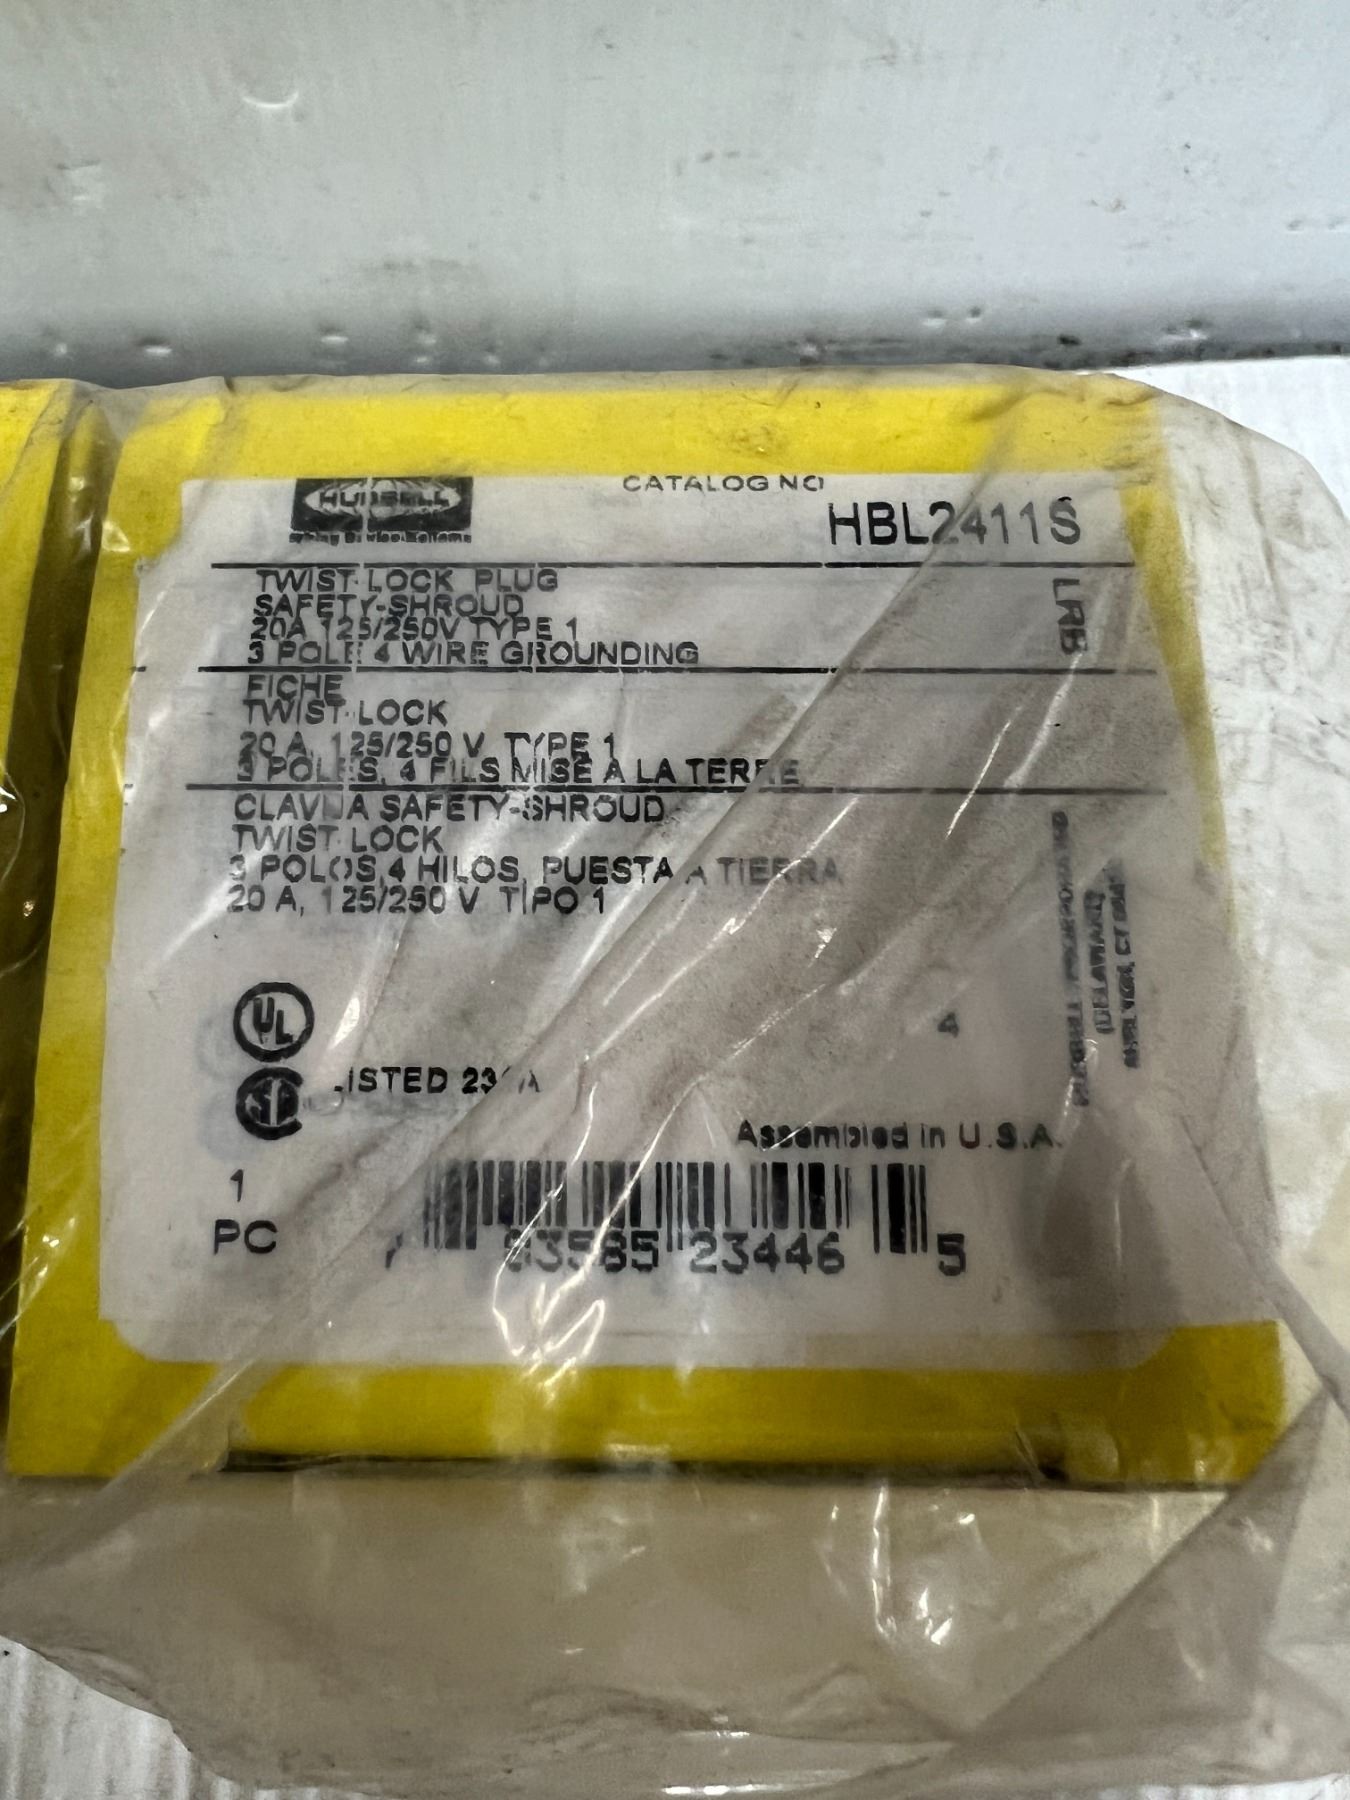 HUBBELL
CATALOG NO
HBL2411S
TWIST-LOCK PLUG
SAFETY-SHROUD
20A 125/250V TYPE 1
3 POLE 4 WIRE GROUNDING
LRB
FICHE
TWIST-LOCK
20 A, 125/250 V, TYPE 1
3 POLES, 4 FILS MISE A LA TERRE
CLAVIJA SAFETY-SHROUD
TWIST LOCK
3 POLOS,4 HILOS, PUESTA A TIERRA
20 A, 125/250 V TIPO 1
UL
LISTED
4
Assembled in U.S.A.
1
PC
23446 5